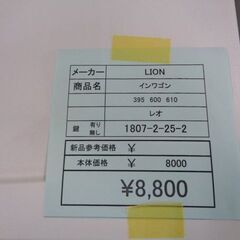 メーカー LION
商品名 インワゴン
395 600 610
レオ
鍵 有り 無し 1807-2-25-2
新品参考価格 ¥
本体価格 ¥ 8000
¥8,800